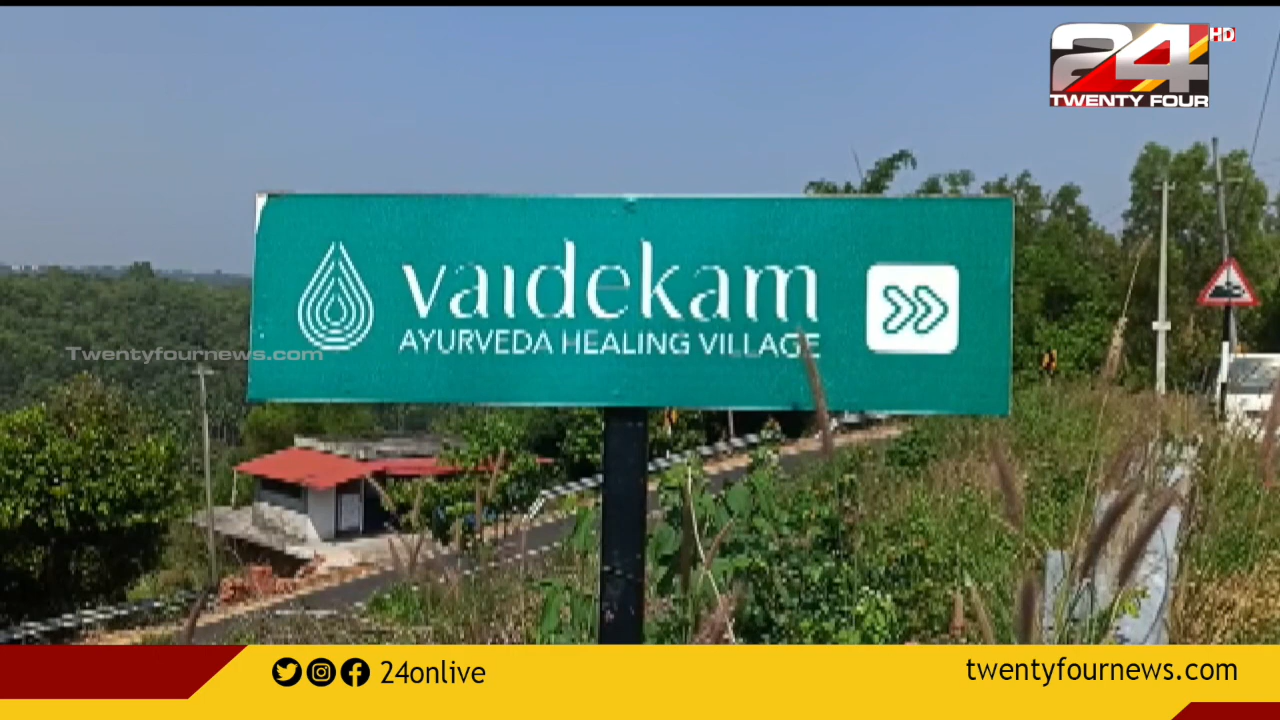 24 HD
TWENTY FOUR
vaidekam
AYURVEDA HEALING VILLAGE
Twentyfournews.com
24onlive
twentyfournews.com